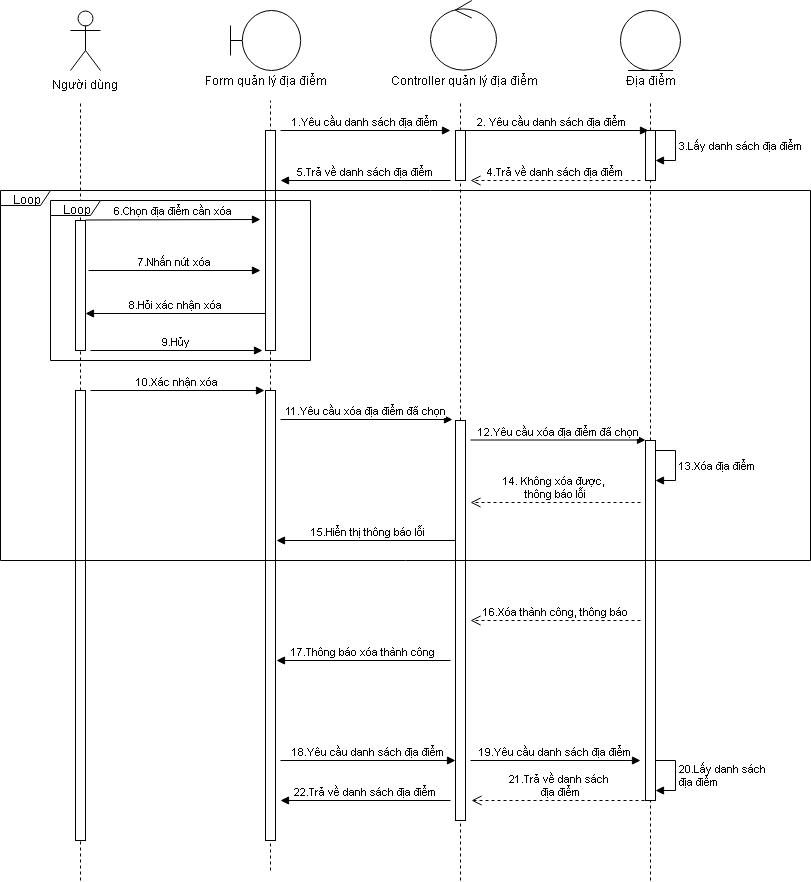 Người dùng
Form quản lý địa điểm
Controller quản lý địa điểm
Địa điểm
1.Yêu cầu danh sách địa điểm
2. Yêu cầu danh sách địa điểm
3.Lấy danh sách địa điểm
5.Trả về danh sách địa điểm
4.Trả về danh sách địa điểm
Loop
Loop
6.Chọn địa điểm cần xóa
7.Nhấn nút xóa
8.Hỏi xác nhận xóa
9.Hủy
10.Xác nhận xóa
11.Yêu cầu xóa địa điểm đã chọn
12.Yêu cầu xóa địa điểm đã chọn
13.Xóa địa điểm
14. Không xóa được,
thông báo lỗi
15.Hiển thị thông báo lỗi
16.Xóa thành công, thông báo
17.Thông báo xóa thành công
18.Yêu cầu danh sách địa điểm
19.Yêu cầu danh sách địa điểm
20.Lấy danh sách
địa điểm
21.Trả về danh sách
địa điểm
22.Trả về danh sách địa điểm